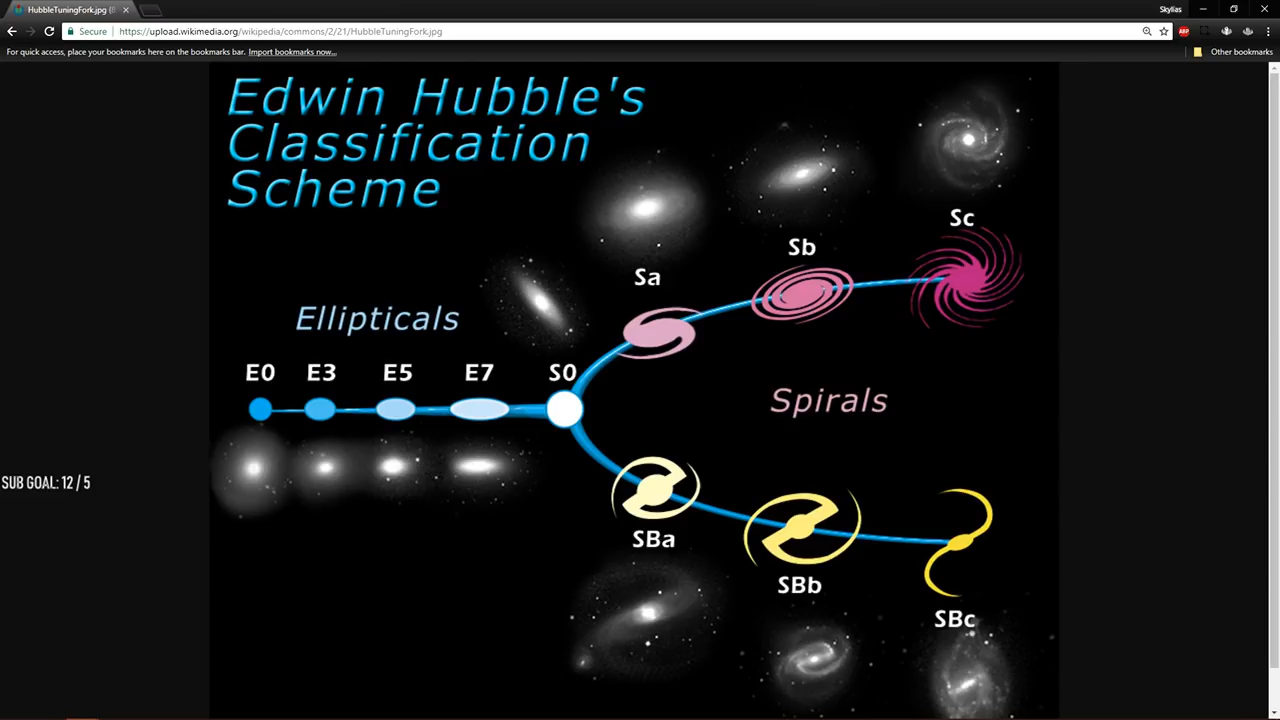 HubbleTuningFork.jpg (
Skylias
Secure
https://upload.wikimedia.org/wikipedia/commons/2/21/HubbleTuningFork.jpg
ABP
For quick access, place your bookmarks here on the bookmarks bar. Import bookmarks now...
Other bookmarks
Edwin Hubble's
Classification
Scheme
Sc
Sb
Sa
Ellipticals
E0 E3 E5 E7 S0
Spirals
SUB GOAL: 12 / 5
SBa
SBb
SBc